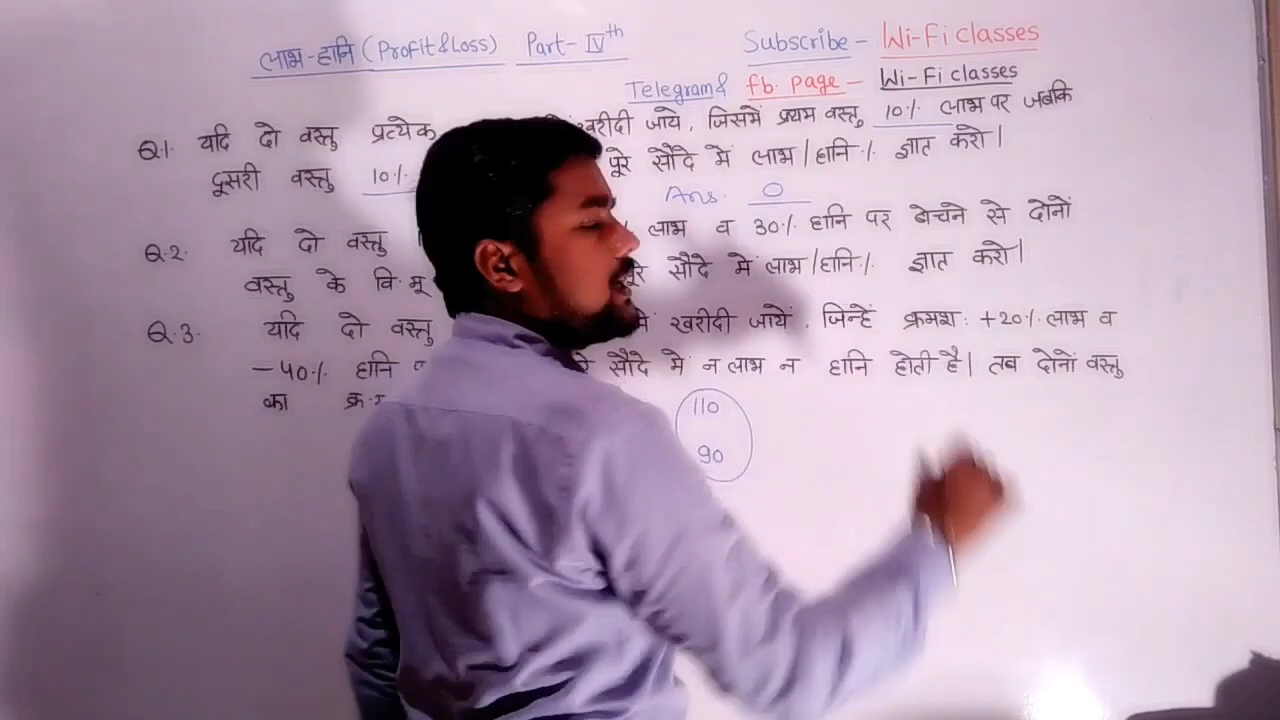 लाभ-हानि (Profit&Loss) Part- IVth
Subscribe - Wi-Fi classes
Telegram& fb. Page - Wi-Fi classes
Q.1. यदि दो वस्तु प्रत्येक खरीदी जाये, जिसमें प्रथम वस्तु 10% लाभ पर जबकि
दूसरी वस्तु 10% पूरे सौदे में लाभ/हानि% ज्ञात करो।
Ans. 0
Q.2. यदि दो वस्तु लाभ व 30% हानि पर बेचने से दोनों
वस्तु के वि.मू पूरे सौदे में लाभ/हानि% ज्ञात करो।
Q.3. यदि दो वस्तु में खरीदी जायें, जिन्हें क्रमश: +20% लाभ व
-40% हानि सौदे में न लाभ न हानि होती है। तब दोनों वस्तु
का
110
90